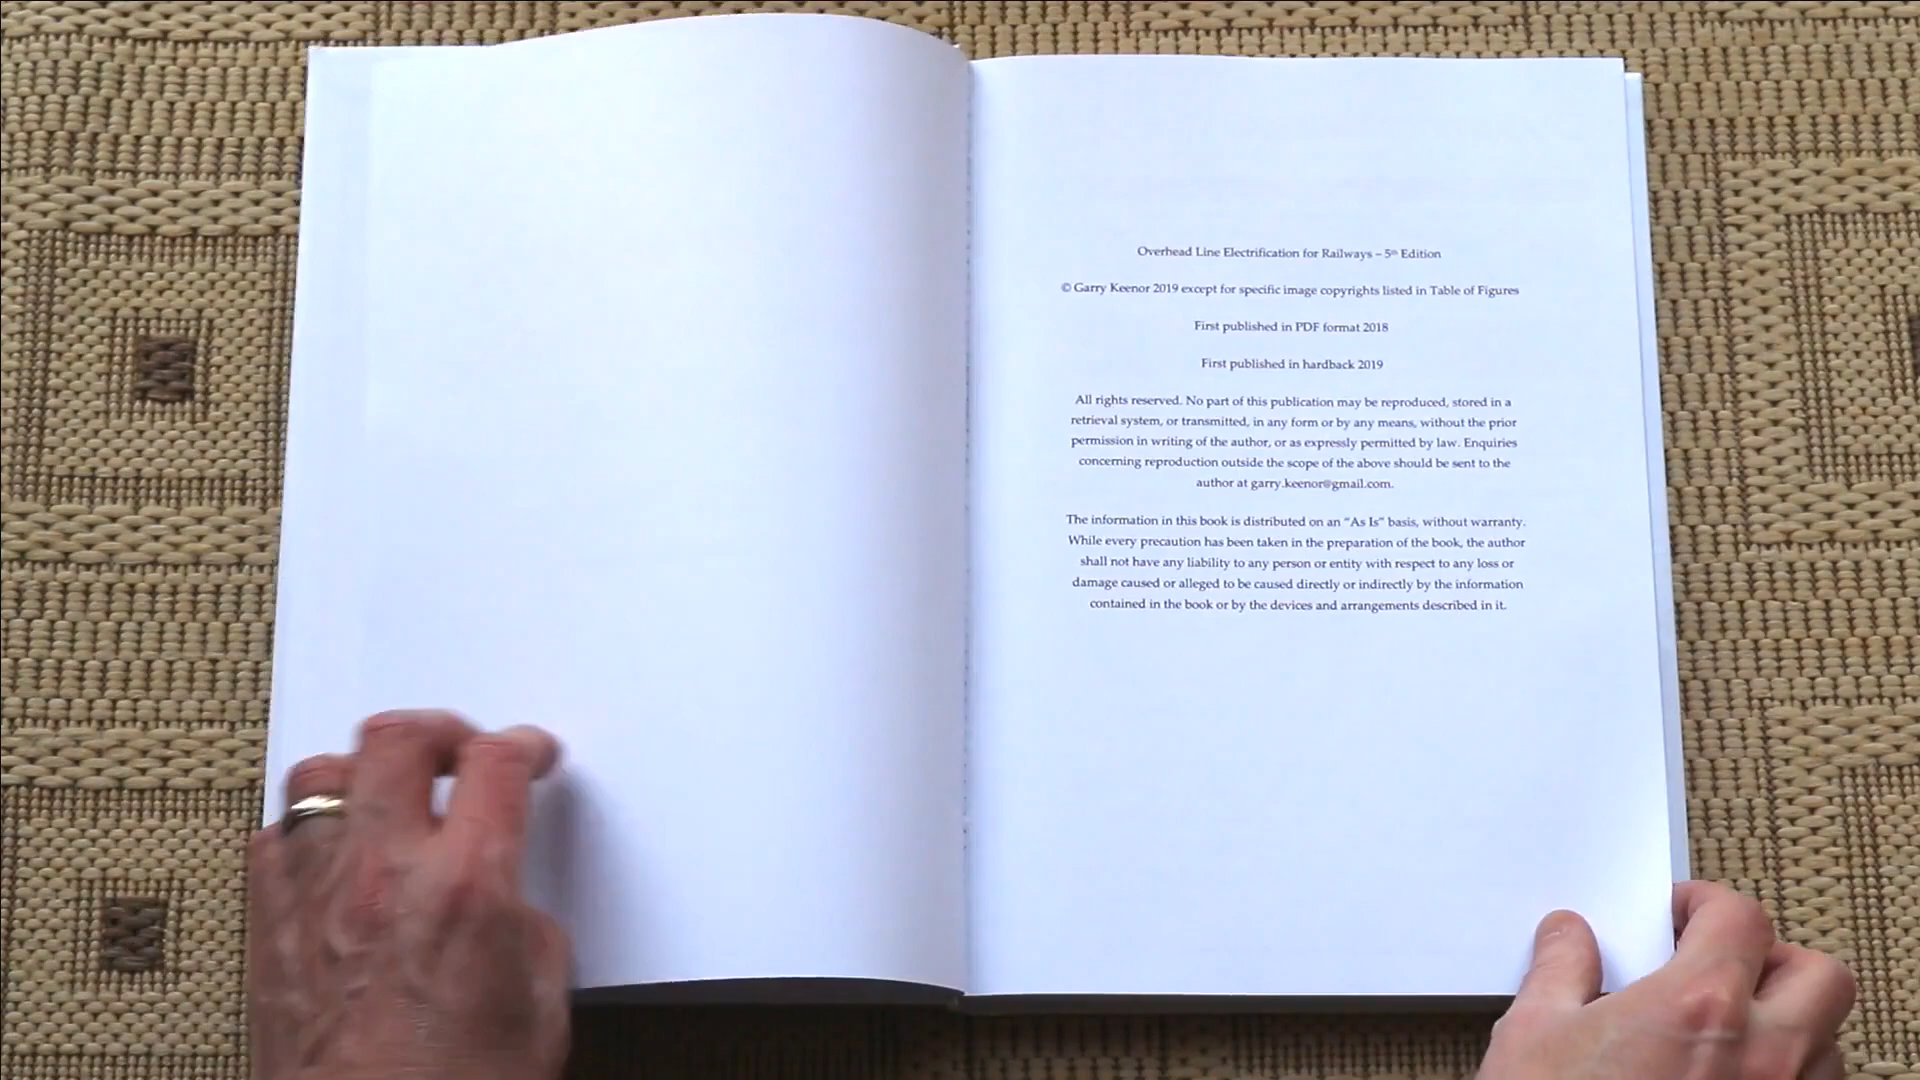 Overhead Line Electrification for Railways – 5th Edition
© Garry Keenor 2019 except for specific image copyrights listed in Table of Figures
First published in PDF format 2018
First published in hardback 2019
All rights reserved. No part of this publication may be reproduced, stored in a
retrieval system, or transmitted, in any form or by any means, without the prior
permission in writing of the author, or as expressly permitted by law. Enquiries
concerning reproduction outside the scope of the above should be sent to the
author at garry.keenor@gmail.com.
The information in this book is distributed on an “As Is” basis, without warranty.
While every precaution has been taken in the preparation of the book, the author
shall not have any liability to any person or entity with respect to any loss or
damage caused or alleged to be caused directly or indirectly by the information
contained in the book or by the devices and arrangements described in it.